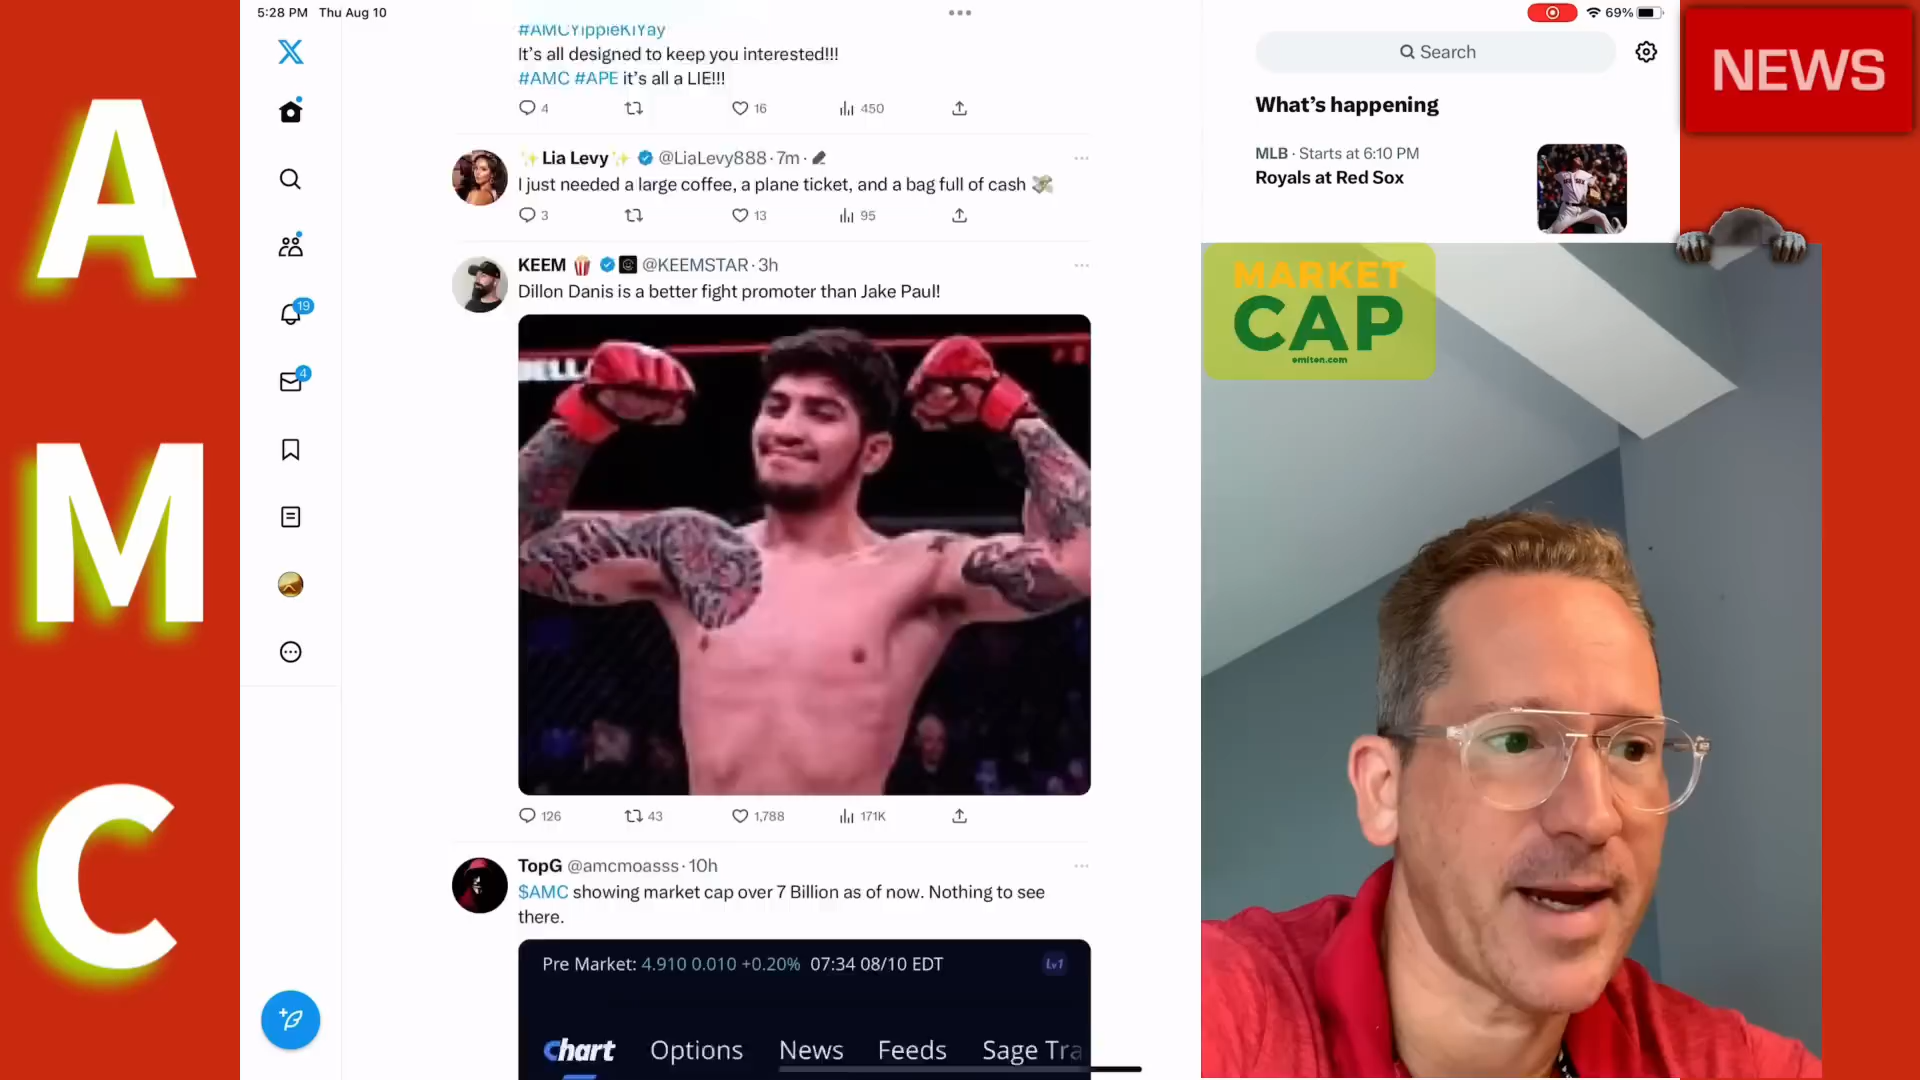 A
M
C
5:28 PM Thu Aug 10
69%
#AMCYippieKiYay
It's all designed to keep you interested!!!
#AMC #APE it's all a LIE!!!
4 16 450
Lia Levy @LiaLevy888 · 7m ·
I just needed a large coffee, a plane ticket, and a bag full of cash
3 13 95
KEEM @KEEMSTAR · 3h
Dillon Danis is a better fight promoter than Jake Paul!
126 43 1,788 171K
TopG @amcmoasss · 10h
$AMC showing market cap over 7 Billion as of now. Nothing to see
there.
Pre Market: 4.910 0.010 +0.20% 07:34 08/10 EDT
Lv1
Chart Options News Feeds Sage Tra
19
4
Search
What's happening
MLB · Starts at 6:10 PM
Royals at Red Sox
NEWS
MARKET
CAP
emiten.com